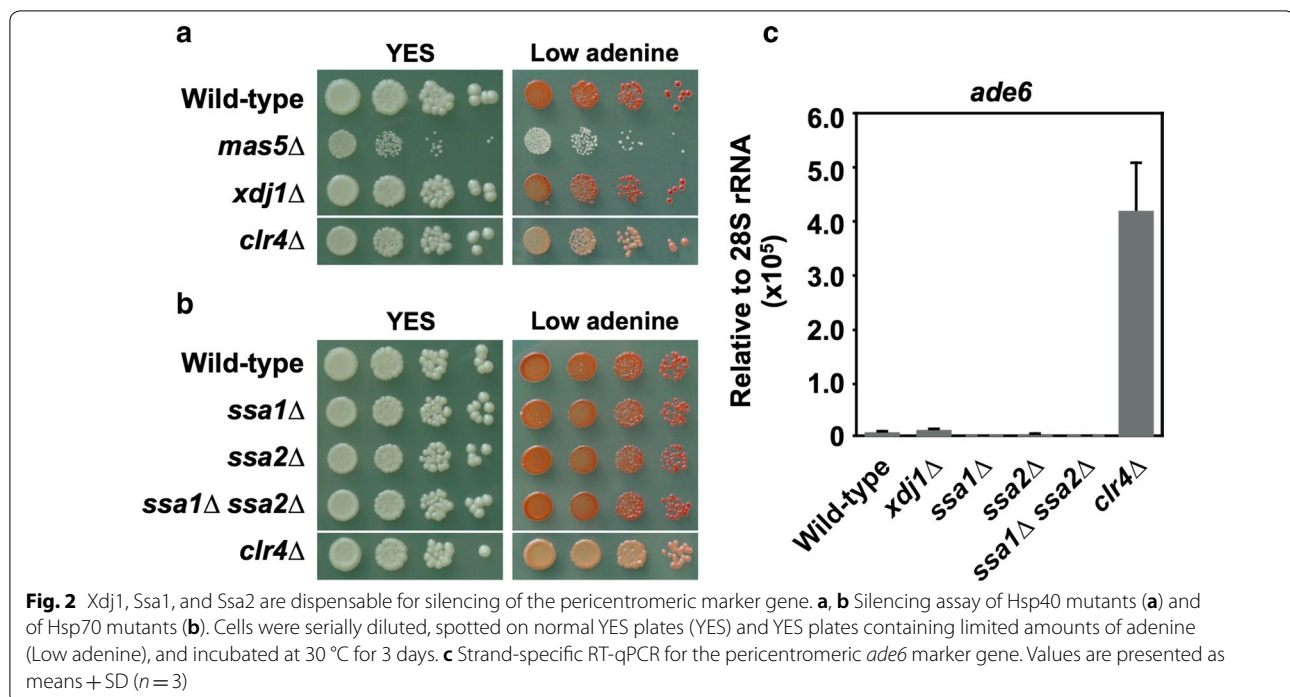 a
YES Low adenine
Wild-type
mas5Δ
xdj1Δ
clr4Δ
b
YES Low adenine
Wild-type
ssa1Δ
ssa2Δ
ssa1Δ ssa2Δ
clr4Δ
c
ade6
Relative to 28S rRNA
(x10⁵)
6.0
5.0
4.0
3.0
2.0
1.0
0
Wild-type
xdj1Δ
ssa1Δ
ssa2Δ
ssa1Δ ssa2Δ
clr4Δ
Fig. 2 Xdj1, Ssa1, and Ssa2 are dispensable for silencing of the pericentromeric marker gene. a, b Silencing assay of Hsp40 mutants (a) and
of Hsp70 mutants (b). Cells were serially diluted, spotted on normal YES plates (YES) and YES plates containing limited amounts of adenine
(Low adenine), and incubated at 30 °C for 3 days. c Strand-specific RT-qPCR for the pericentromeric ade6 marker gene. Values are presented as
means + SD (n = 3)